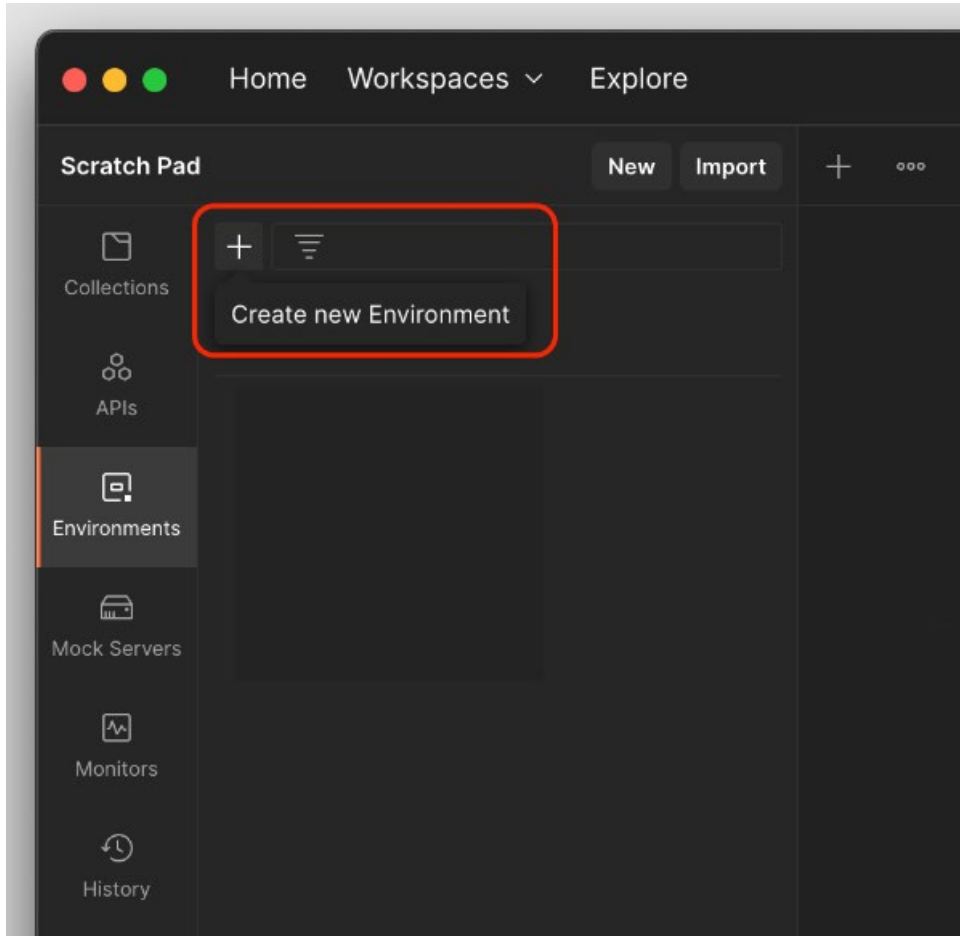 Home Workspaces Explore
Scratch Pad New Import
Collections
Create new Environment
APIs
Environments
Mock Servers
Monitors
History